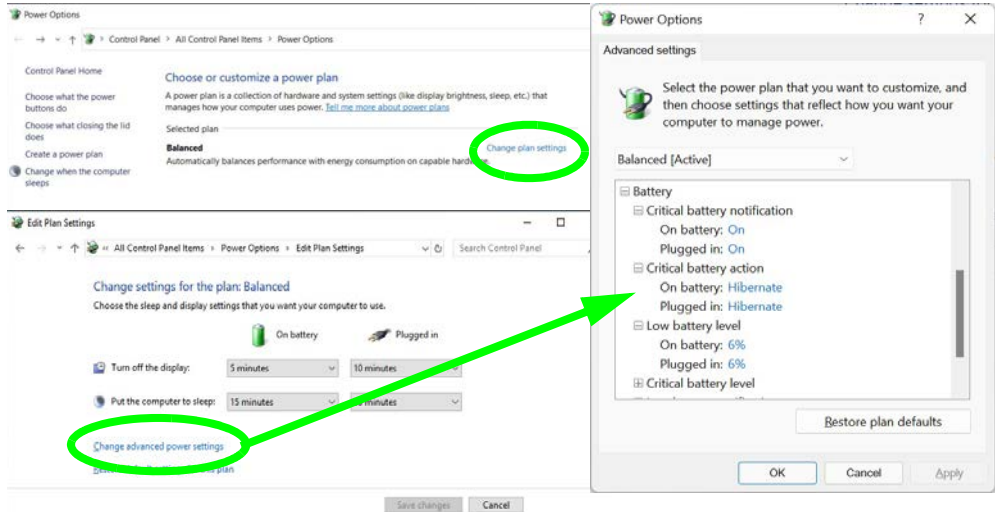 Power Options
Control Panel > All Control Panel Items > Power Options
Control Panel Home
Choose what the power
buttons do
Choose what closing the lid
does
Create a power plan
Change when the computer
sleeps
Choose or customize a power plan
A power plan is a collection of hardware and system settings (like display brightness, sleep, etc.) that
manages how your computer uses power. Tell me more about power plans
Selected plan
Balanced
Change plan settings
Automatically balances performance with energy consumption on capable hardware.
Edit Plan Settings
« All Control Panel Items > Power Options > Edit Plan Settings
Search Control Panel
Change settings for the plan: Balanced
Choose the sleep and display settings that you want your computer to use.
On battery
Plugged in
Turn off the display:
5 minutes
10 minutes
Put the computer to sleep:
15 minutes
minutes
Change advanced power settings
plan
Save changes
Cancel
Power Options
?
Advanced settings
Select the power plan that you want to customize, and
then choose settings that reflect how you want your
computer to manage power.
Balanced [Active]
Battery
Critical battery notification
On battery: On
Plugged in: On
Critical battery action
On battery: Hibernate
Plugged in: Hibernate
Low battery level
On battery: 6%
Plugged in: 6%
Critical battery level
Restore plan defaults
OK
Cancel
Apply